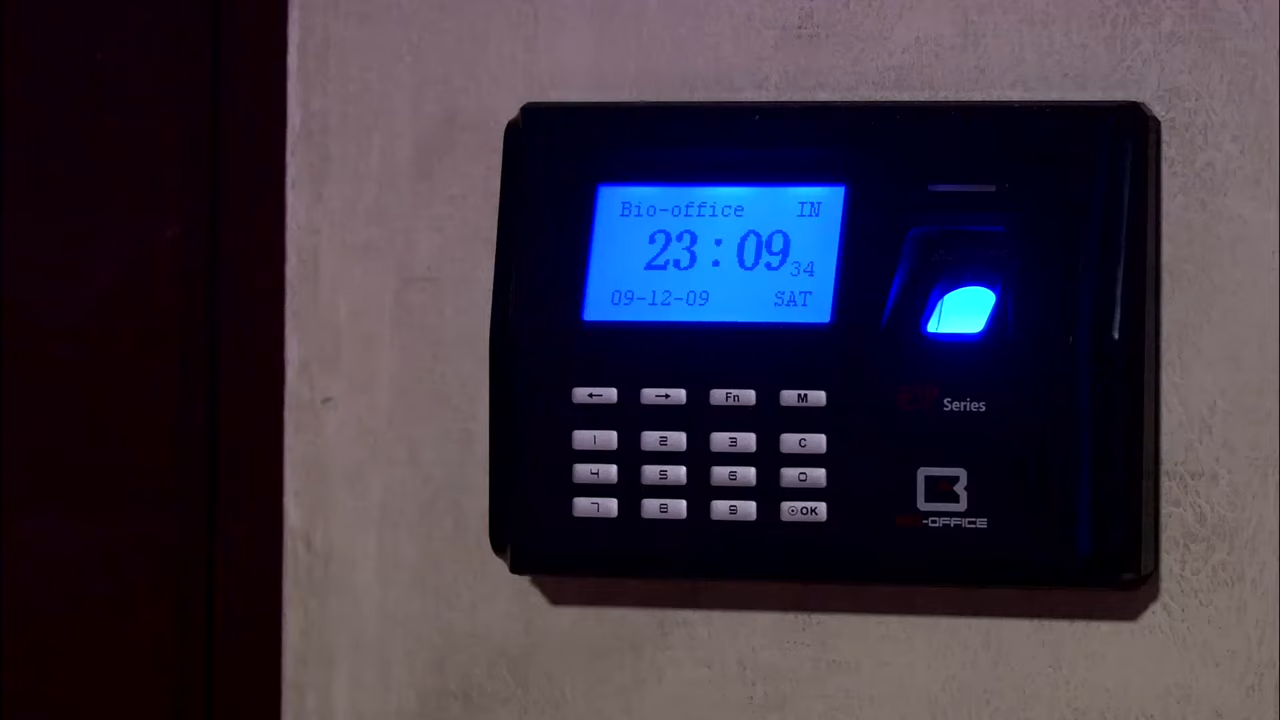 Bio-office IN
23:09 34
09-12-09 SAT
← → Fn M
1 2 3 C
4 5 6 0
7 8 9 ⊙OK
Series
-OFFICE